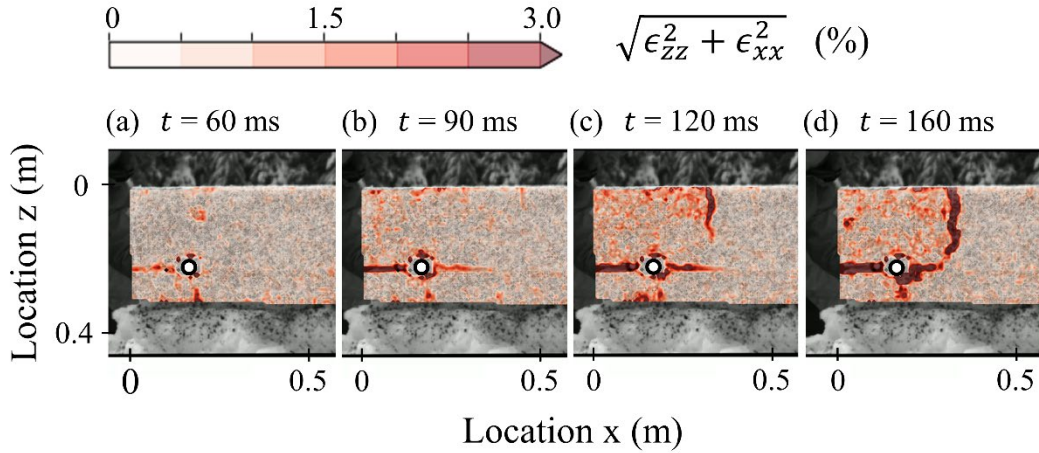 0 1.5 3.0
√ϵ²zz + ϵ²xx (%)
(a) t = 60 ms (b) t = 90 ms (c) t = 120 ms (d) t = 160 ms
Location z (m)
0
0.4
0 0.5 0 0.5 0 0.5 0 0.5
Location x (m)